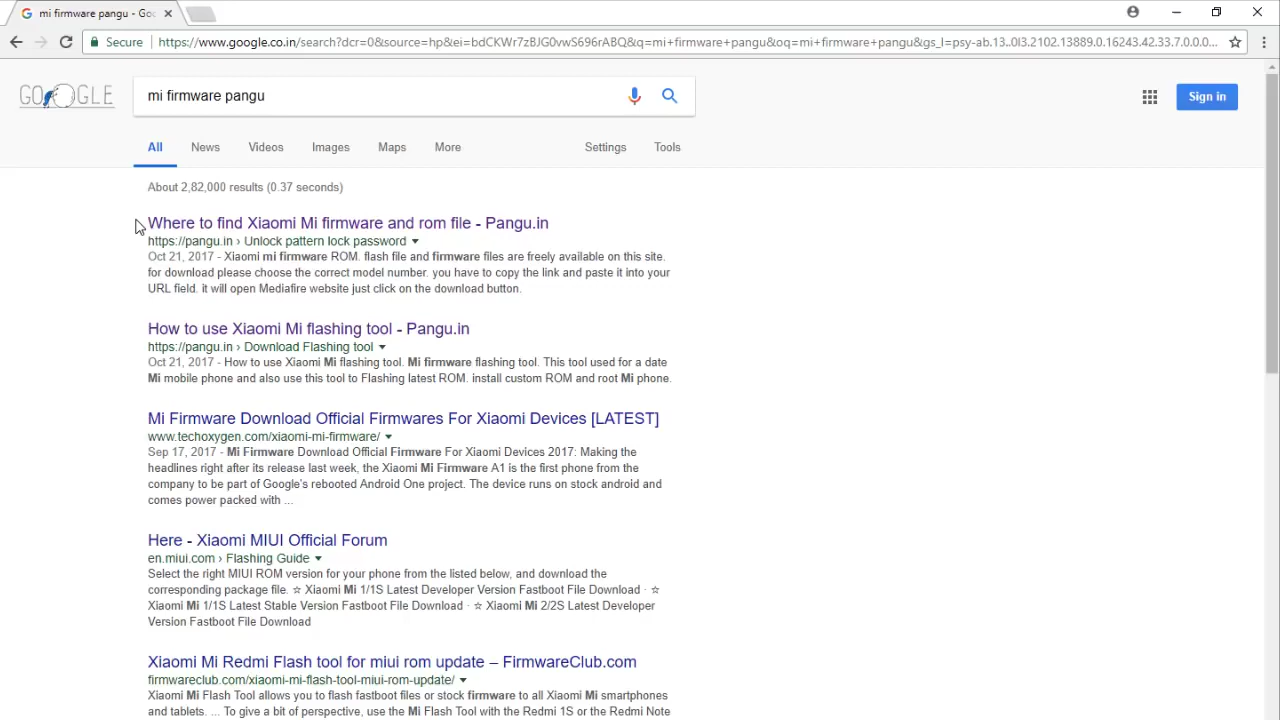 mi firmware pangu - Goo
Secure https://www.google.co.in/search?dcr=0&source=hp&ei=bdCKWr7zBJG0vwS696rABQ&q=mi+firmware+pangu&oq=mi+firmware+pangu&gs_l=psy-ab.13..0l3.2102.13889.0.16243.42.33.7.0.0.0...
GOOGLE
mi firmware pangu
Sign in
All News Videos Images Maps More Settings Tools
About 2,82,000 results (0.37 seconds)
Where to find Xiaomi Mi firmware and rom file - Pangu.in
https://pangu.in › Unlock pattern lock password
Oct 21, 2017 - Xiaomi mi firmware ROM. flash file and firmware files are freely available on this site.
for download please choose the correct model number. you have to copy the link and paste it into your
URL field. it will open Mediafire website just click on the download button.
How to use Xiaomi Mi flashing tool - Pangu.in
https://pangu.in › Download Flashing tool
Oct 21, 2017 - How to use Xiaomi Mi flashing tool. Mi firmware flashing tool. This tool used for a date
Mi mobile phone and also use this tool to Flashing latest ROM. install custom ROM and root Mi phone.
Mi Firmware Download Official Firmwares For Xiaomi Devices [LATEST]
www.techoxygen.com/xiaomi-mi-firmware/
Sep 17, 2017 - Mi Firmware Download Official Firmware For Xiaomi Devices 2017: Making the
headlines right after its release last week, the Xiaomi Mi Firmware A1 is the first phone from the
company to be part of Google's rebooted Android One project. The device runs on stock android and
comes power packed with ...
Here - Xiaomi MIUI Official Forum
en.miui.com › Flashing Guide
Select the right MIUI ROM version for your phone from the listed below, and download the
corresponding package file. ☆ Xiaomi Mi 1/1S Latest Developer Version Fastboot File Download · ☆
Xiaomi Mi 1/1S Latest Stable Version Fastboot File Download · ☆ Xiaomi Mi 2/2S Latest Developer
Version Fastboot File Download
Xiaomi Mi Redmi Flash tool for miui rom update – FirmwareClub.com
firmwareclub.com/xiaomi-mi-flash-tool-miui-rom-update/
Xiaomi Mi Flash Tool allows you to flash fastboot files or stock firmware to all Xiaomi Mi smartphones
and tablets. ... To give a bit of perspective, use the Mi Flash Tool with the Redmi 1S or the Redmi Note